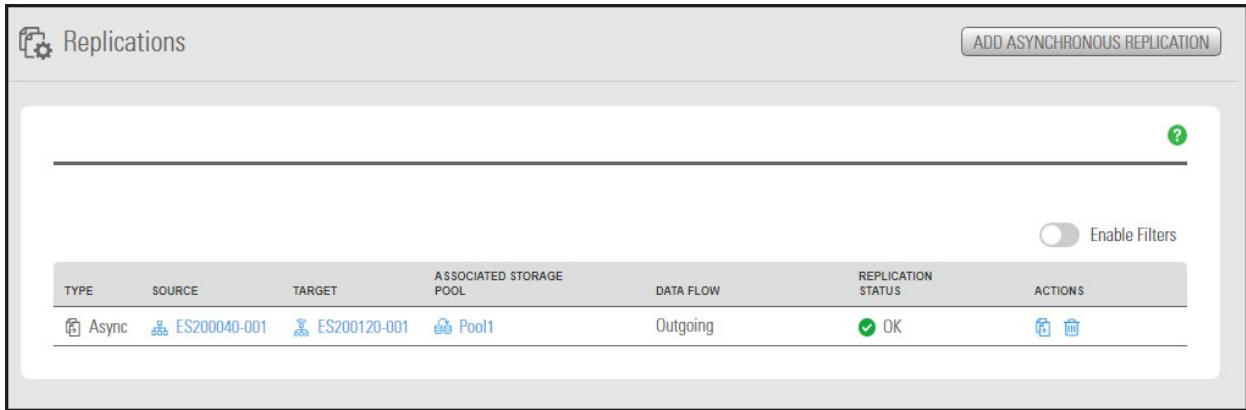 Replications
ADD ASYNCHRONOUS REPLICATION
?
Enable Filters
TYPE SOURCE TARGET ASSOCIATED STORAGE POOL DATA FLOW REPLICATION STATUS ACTIONS
Async ES200040-001 ES200120-001 Pool1 Outgoing OK